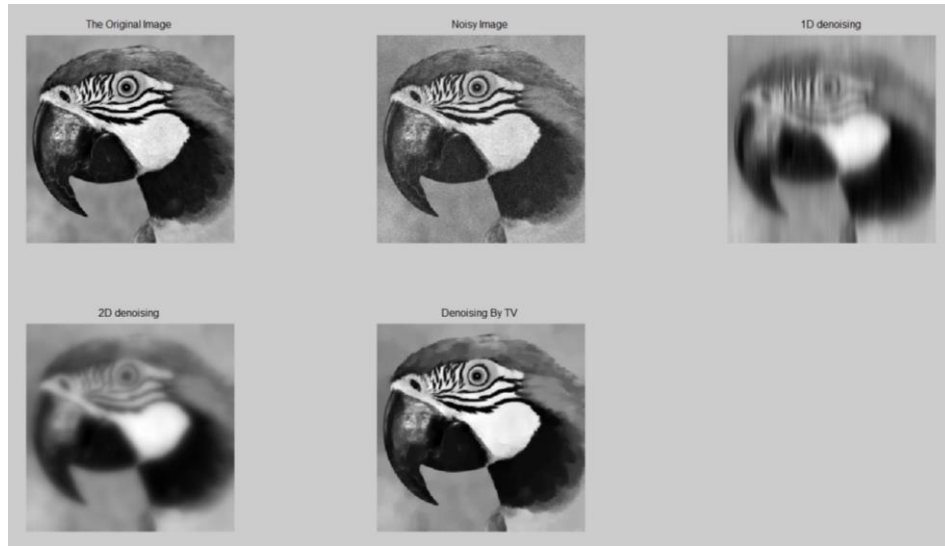 The Original Image
Noisy Image
1D denoising
2D denoising
Denoising By TV